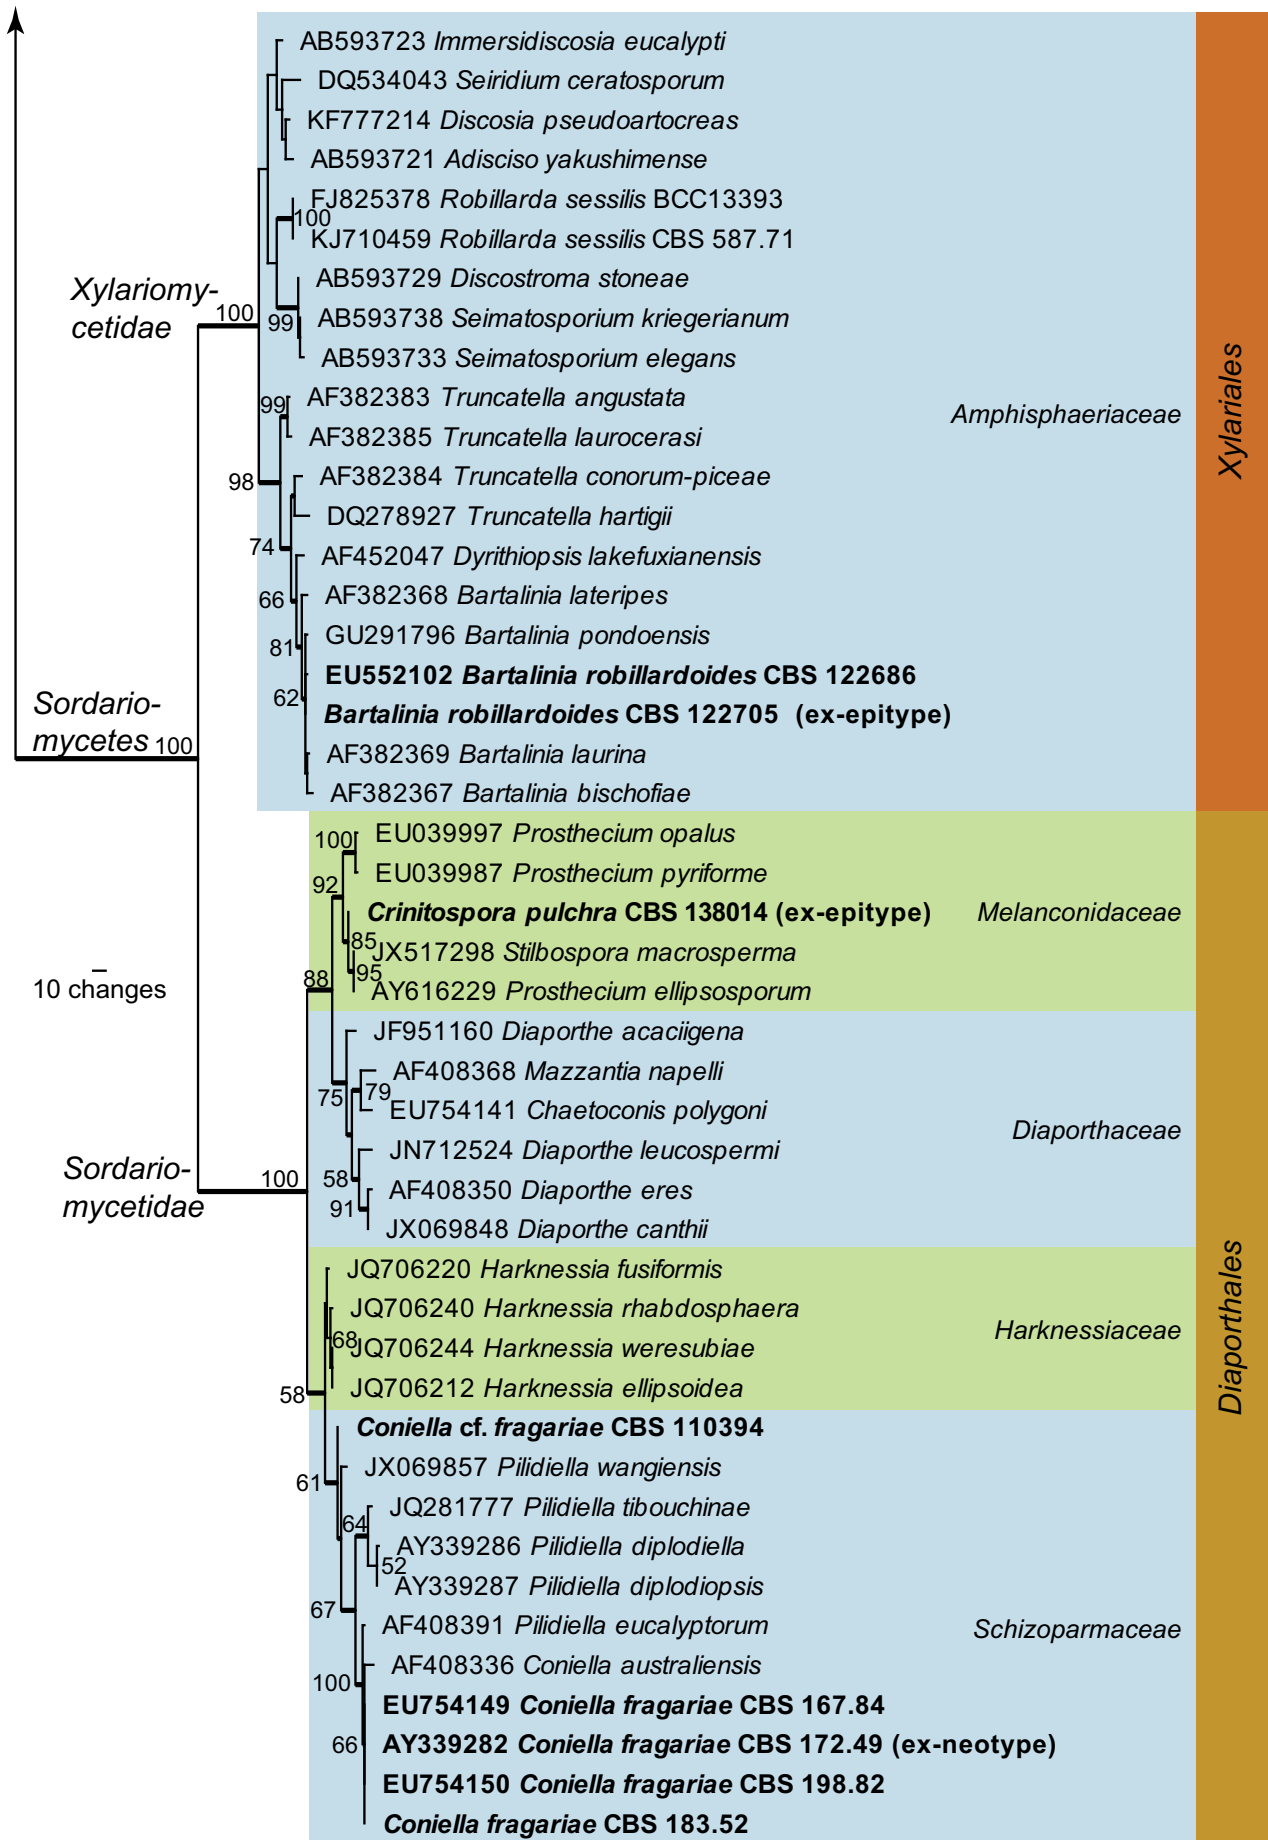 AB593723 Immersidiscosia eucalypti
DQ534043 Seiridium ceratosporum
KF777214 Discosia pseudoartocreas
AB593721 Adisciso yakushimense
FJ825378 Robillarda sessilis BCC13393
100
KJ710459 Robillarda sessilis CBS 587.71
AB593729 Discostroma stoneae
Xylariomy-
cetidae
100
99
AB593738 Seimatosporium kriegerianum
AB593733 Seimatosporium elegans
99
AF382383 Truncatella angustata
Amphisphaeriaceae
Xylariales
AF382385 Truncatella laurocerasi
98
AF382384 Truncatella conorum-piceae
DQ278927 Truncatella hartigii
74
AF452047 Dyrithiopsis lakefuxianensis
66
AF382368 Bartalinia lateripes
81
GU291796 Bartalinia pondoensis
EU552102 Bartalinia robillardoides CBS 122686
62
Bartalinia robillardoides CBS 122705 (ex-epitype)
Sordario-
mycetes 100
AF382369 Bartalinia laurina
AF382367 Bartalinia bischofiae
100
EU039997 Prosthecium opalus
EU039987 Prosthecium pyriforme
92
Crinitospora pulchra CBS 138014 (ex-epitype)
Melanconidaceae
85
JX517298 Stilbospora macrosperma
95
88
AY616229 Prosthecium ellipsosporum
10 changes
JF951160 Diaporthe acaciigena
AF408368 Mazzantia napelli
79
75
EU754141 Chaetoconis polygoni
Diaporthaceae
JN712524 Diaporthe leucospermi
58
Sordario-
mycetidae
100
AF408350 Diaporthe eres
91
JX069848 Diaporthe canthii
JQ706220 Harknessia fusiformis
JQ706240 Harknessia rhabdosphaera
Harknessiaceae
68
JQ706244 Harknessia weresubiae
JQ706212 Harknessia ellipsoidea
58
Diaporthales
Coniella cf. fragariae CBS 110394
JX069857 Pilidiella wangiensis
61
JQ281777 Pilidiella tibouchinae
64
AY339286 Pilidiella diplodiella
52
AY339287 Pilidiella diplodiopsis
67
AF408391 Pilidiella eucalyptorum
Schizoparmaceae
AF408336 Coniella australiensis
100
EU754149 Coniella fragariae CBS 167.84
66
AY339282 Coniella fragariae CBS 172.49 (ex-neotype)
EU754150 Coniella fragariae CBS 198.82
Coniella fragariae CBS 183.52